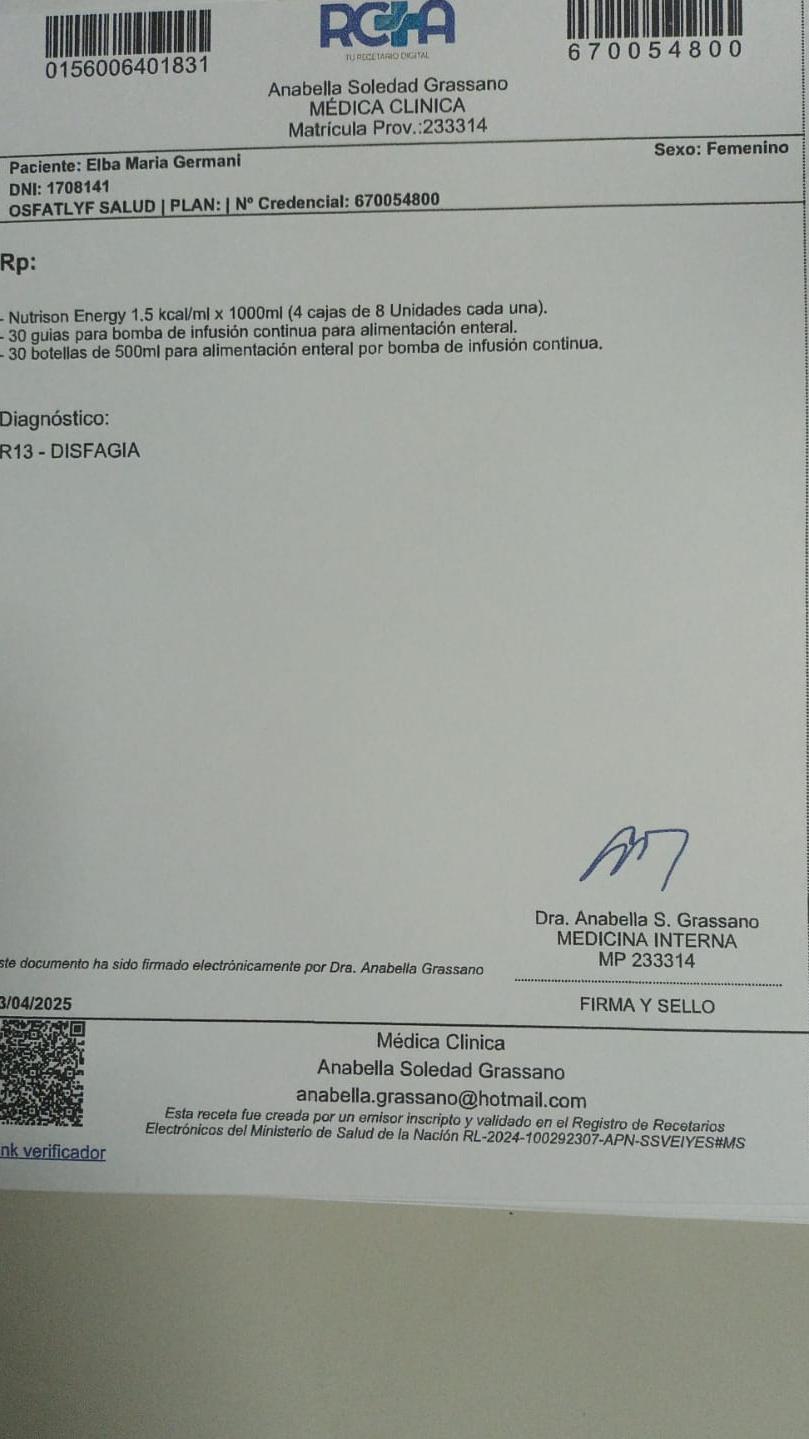 RCTA
TU RECETARIO DIGITAL
0156006401831
670054800
Anabella Soledad Grassano
MÉDICA CLINICA
Matrícula Prov.:233314
Paciente: Elba Maria Germani
Sexo: Femenino
DNI: 1708141
OSFATLYF SALUD | PLAN: | Nº Credencial: 670054800
Rp:
- Nutrison Energy 1.5 kcal/ml x 1000ml (4 cajas de 8 Unidades cada una).
- 30 guias para bomba de infusión continua para alimentación enteral.
- 30 botellas de 500ml para alimentación enteral por bomba de infusión continua.
Diagnóstico:
R13 - DISFAGIA
Dra. Anabella S. Grassano
MEDICINA INTERNA
MP 233314
ste documento ha sido firmado electrónicamente por Dra. Anabella Grassano
FIRMA Y SELLO
3/04/2025
Médica Clinica
Anabella Soledad Grassano
anabella.grassano@hotmail.com
Esta receta fue creada por un emisor inscripto y validado en el Registro de Recetarios
Electrónicos del Ministerio de Salud de la Nación RL-2024-100292307-APN-SSVEIYES#MS
nk verificador